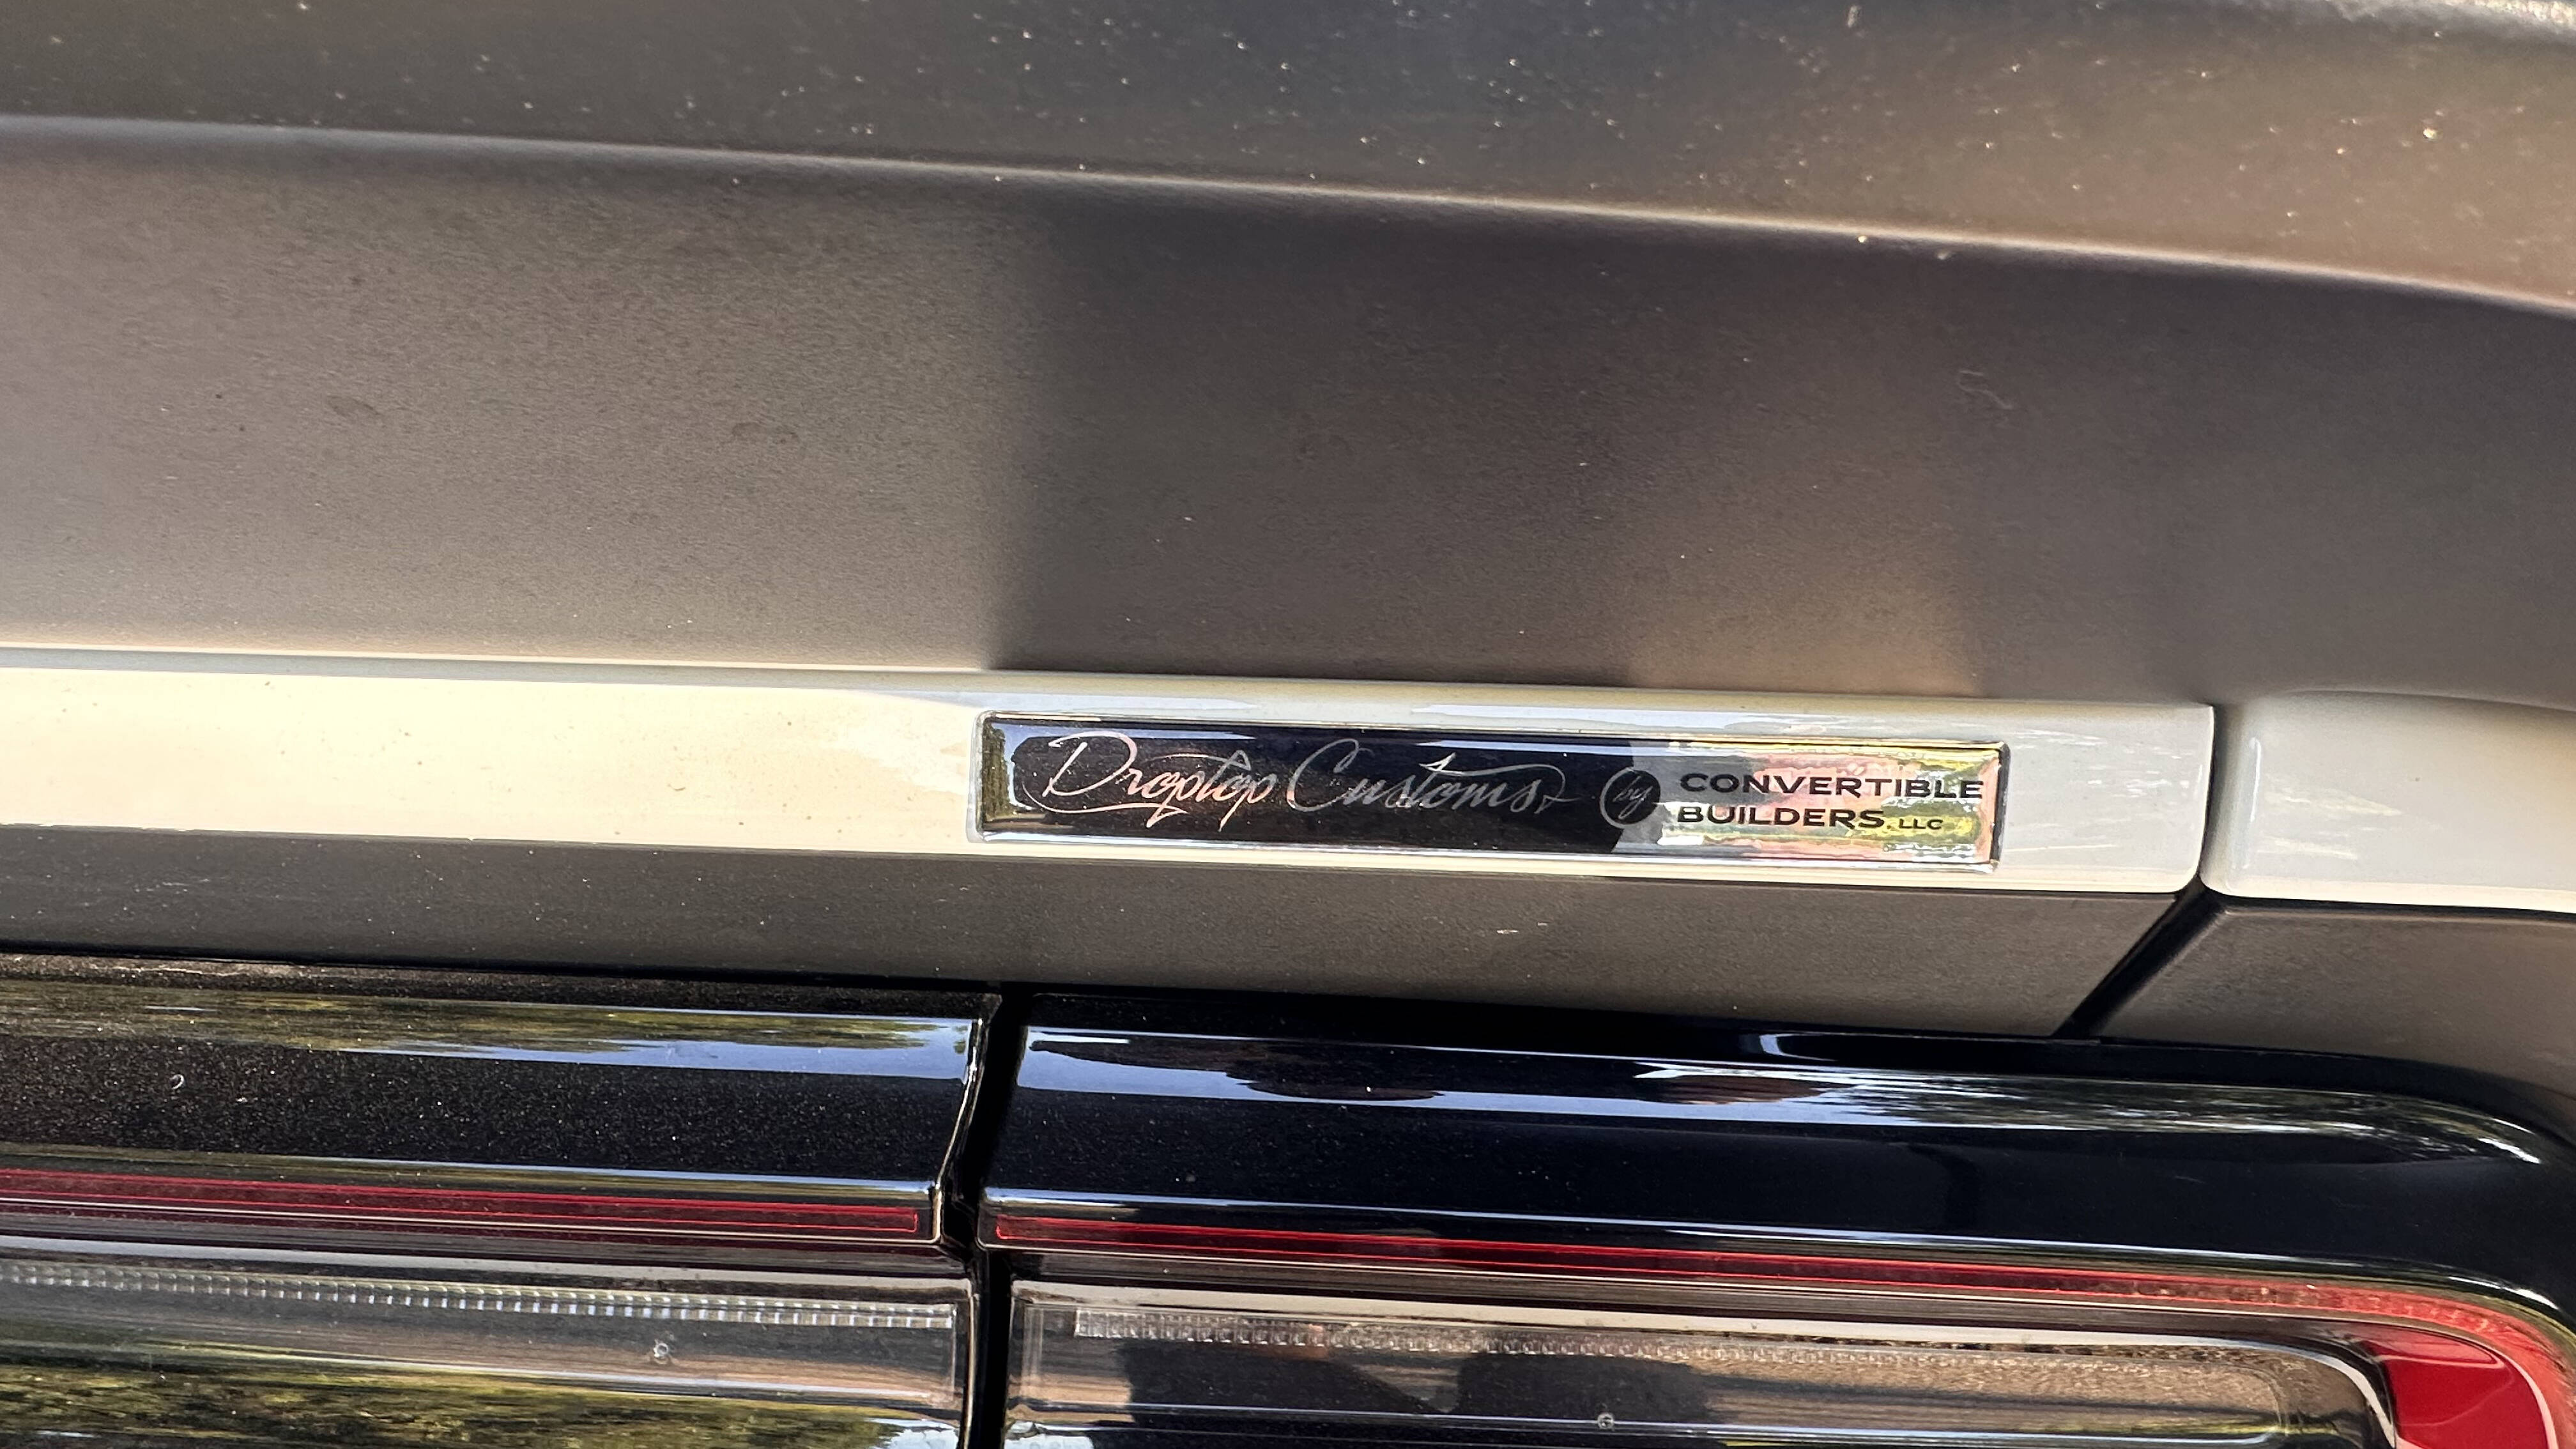 Droptop Customs by CONVERTIBLE
BUILDERS, LLC